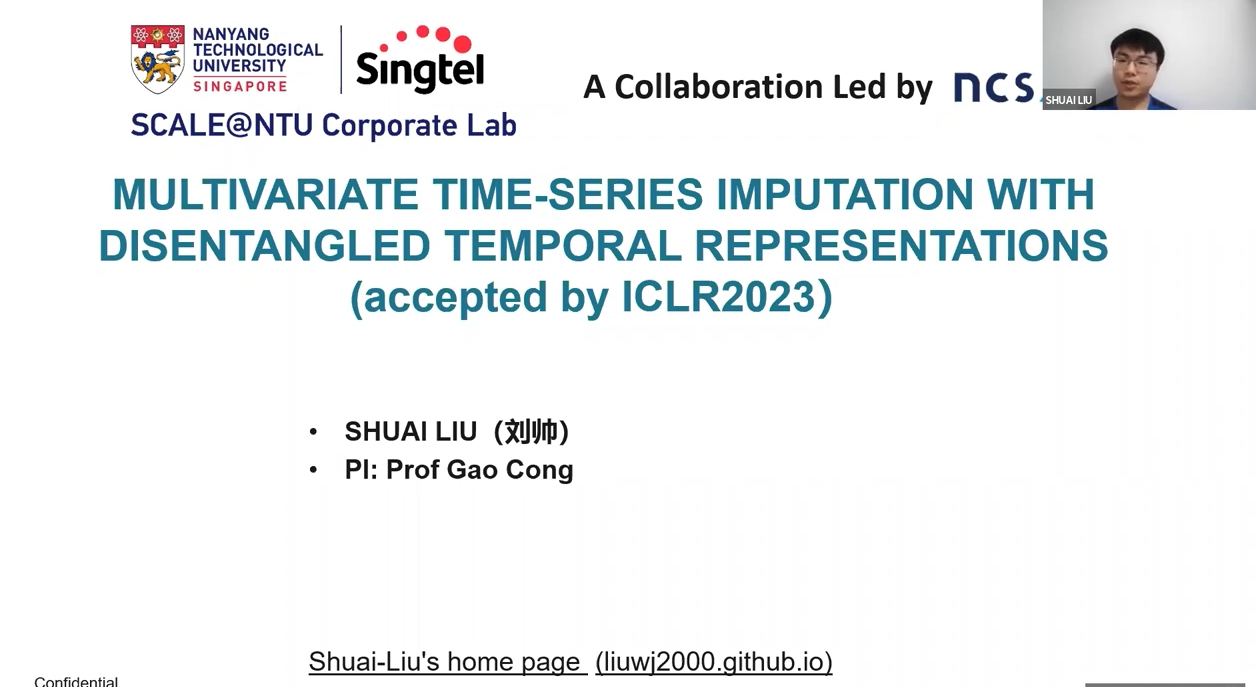 NANYANG
TECHNOLOGICAL
UNIVERSITY
SINGAPORE
Singtel
A Collaboration Led by ncs
SHUAI LIU
SCALE@NTU Corporate Lab
MULTIVARIATE TIME-SERIES IMPUTATION WITH
DISENTANGLED TEMPORAL REPRESENTATIONS
(accepted by ICLR2023)
• SHUAI LIU（刘帅）
• PI: Prof Gao Cong
Shuai-Liu's home page (liuwj2000.github.io)
Confidential